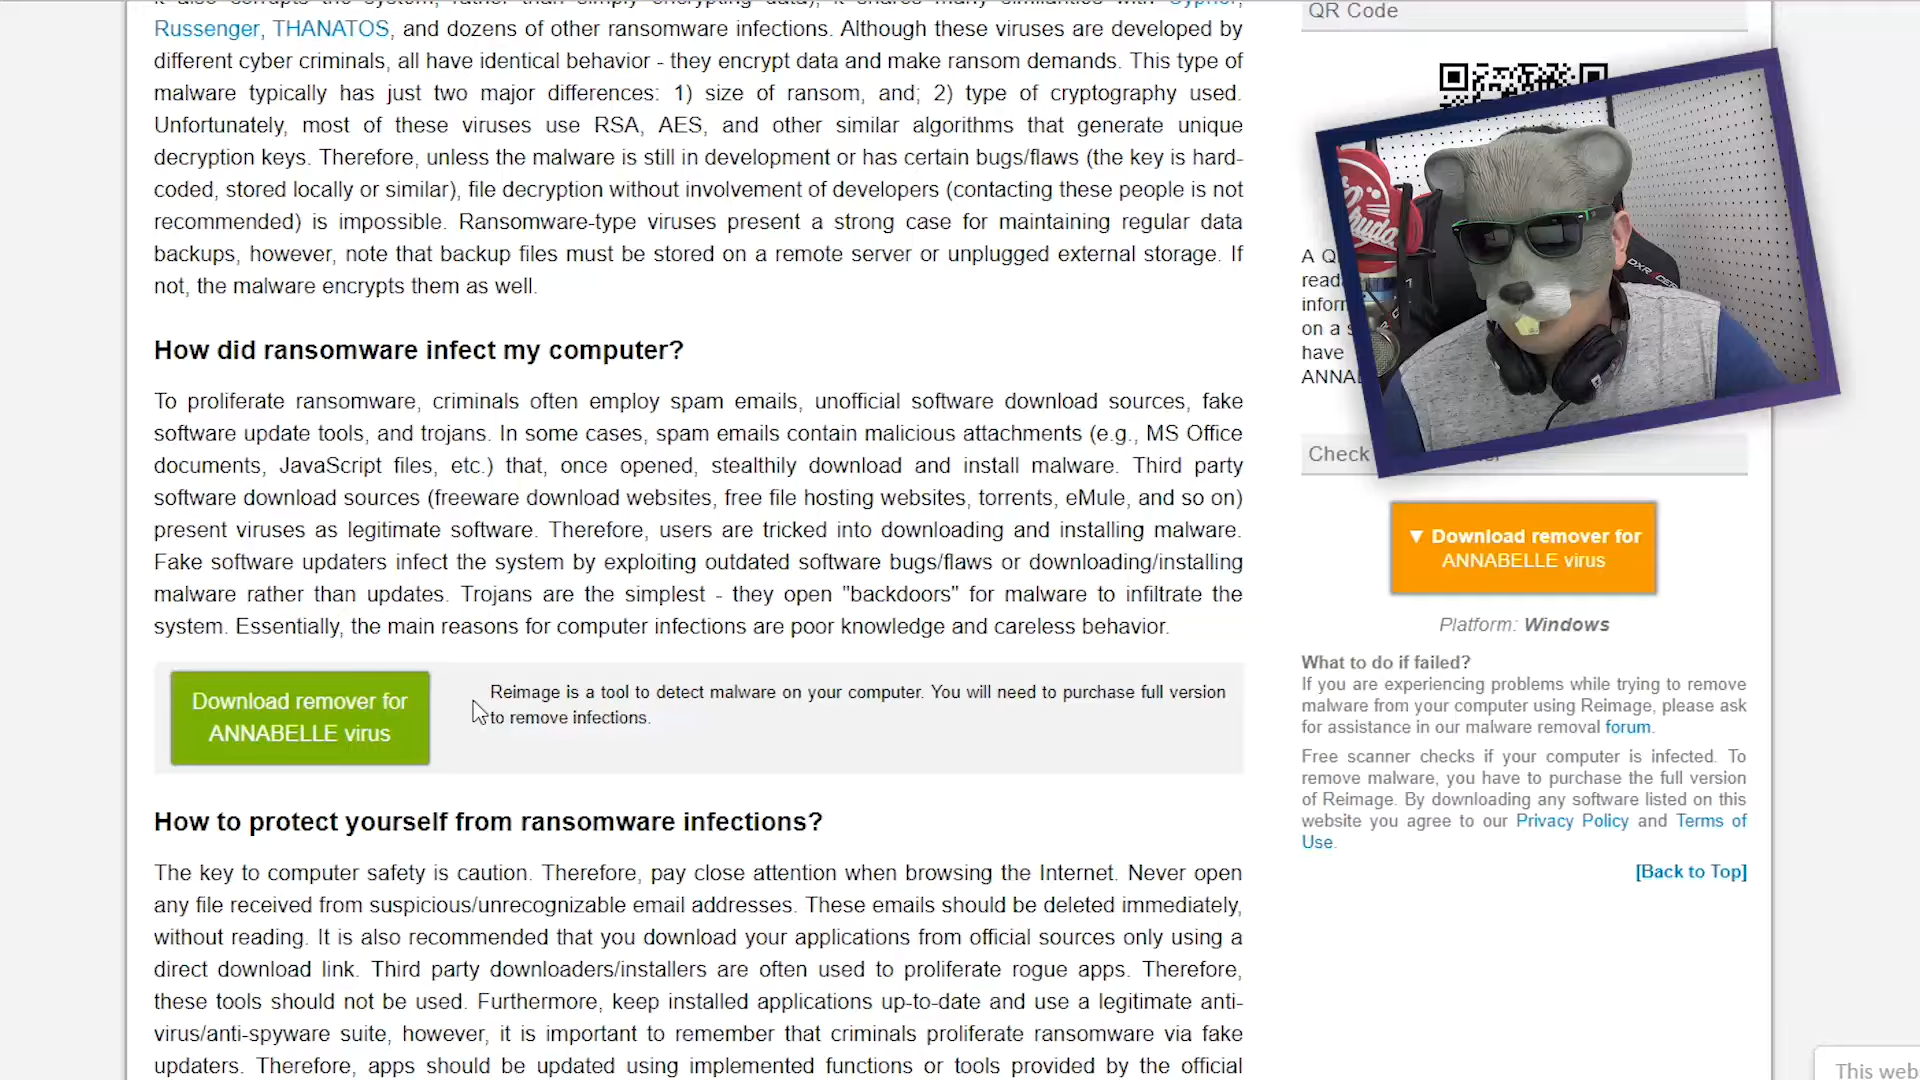 it also corrupts the system, rather than simply encrypting data), it shares many similarities with Cypher,
Russenger, THANATOS, and dozens of other ransomware infections. Although these viruses are developed by
different cyber criminals, all have identical behavior - they encrypt data and make ransom demands. This type of
malware typically has just two major differences: 1) size of ransom, and; 2) type of cryptography used.
Unfortunately, most of these viruses use RSA, AES, and other similar algorithms that generate unique
decryption keys. Therefore, unless the malware is still in development or has certain bugs/flaws (the key is hard-
coded, stored locally or similar), file decryption without involvement of developers (contacting these people is not
recommended) is impossible. Ransomware-type viruses present a strong case for maintaining regular data
backups, however, note that backup files must be stored on a remote server or unplugged external storage. If
not, the malware encrypts them as well.
How did ransomware infect my computer?
To proliferate ransomware, criminals often employ spam emails, unofficial software download sources, fake
software update tools, and trojans. In some cases, spam emails contain malicious attachments (e.g., MS Office
documents, JavaScript files, etc.) that, once opened, stealthily download and install malware. Third party
software download sources (freeware download websites, free file hosting websites, torrents, eMule, and so on)
present viruses as legitimate software. Therefore, users are tricked into downloading and installing malware.
Fake software updaters infect the system by exploiting outdated software bugs/flaws or downloading/installing
malware rather than updates. Trojans are the simplest - they open "backdoors" for malware to infiltrate the
system. Essentially, the main reasons for computer infections are poor knowledge and careless behavior.
Download remover for
ANNABELLE virus
Reimage is a tool to detect malware on your computer. You will need to purchase full version
to remove infections.
How to protect yourself from ransomware infections?
The key to computer safety is caution. Therefore, pay close attention when browsing the Internet. Never open
any file received from suspicious/unrecognizable email addresses. These emails should be deleted immediately,
without reading. It is also recommended that you download your applications from official sources only using a
direct download link. Third party downloaders/installers are often used to proliferate rogue apps. Therefore,
these tools should not be used. Furthermore, keep installed applications up-to-date and use a legitimate anti-
virus/anti-spyware suite, however, it is important to remember that criminals proliferate ransomware via fake
updaters. Therefore, apps should be updated using implemented functions or tools provided by the official
QR Code
A Q
read
infor
on a s
have
ANNA
DXRACER
Check
▼ Download remover for
ANNABELLE virus
Platform: Windows
What to do if failed?
If you are experiencing problems while trying to remove
malware from your computer using Reimage, please ask
for assistance in our malware removal forum.
Free scanner checks if your computer is infected. To
remove malware, you have to purchase the full version
of Reimage. By downloading any software listed on this
website you agree to our Privacy Policy and Terms of
Use.
[Back to Top]
This web